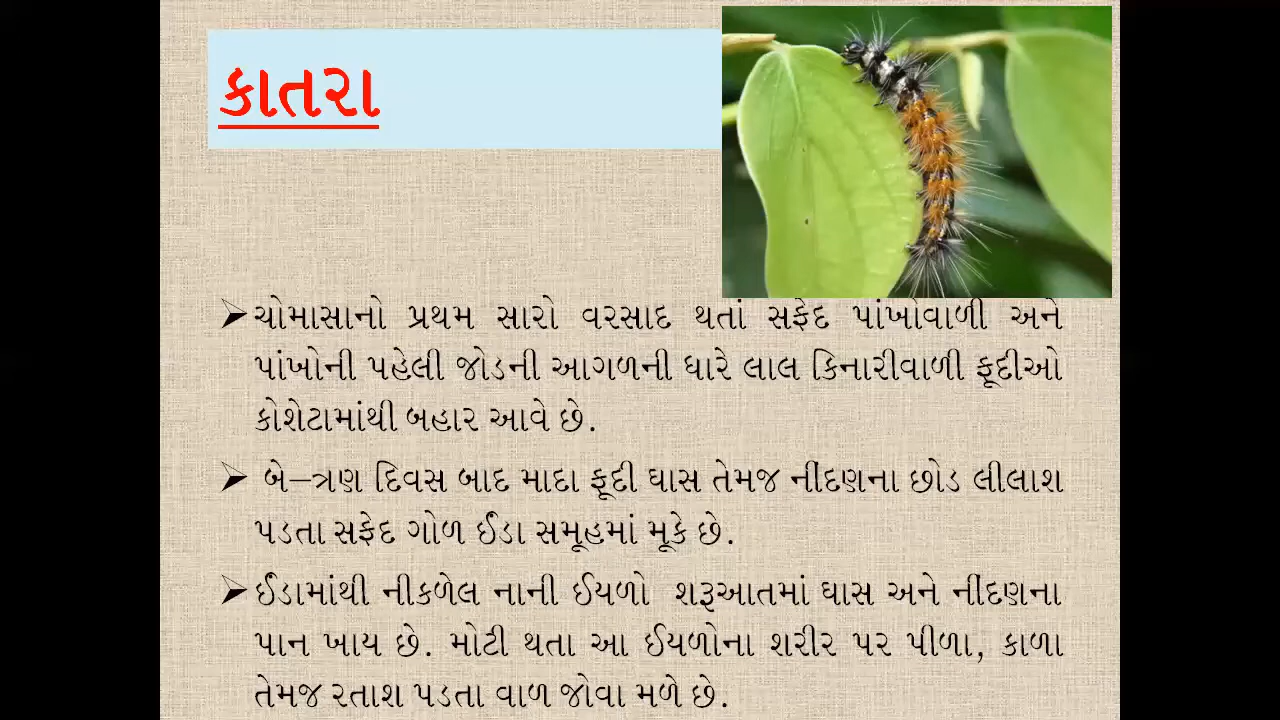 કાતરા
➢ચોમાસાનો પ્રથમ સારો વરસાદ થતાં સફેદ પાંખોવાળી અને
પાંખોની પહેલી જોડની આગળની ધારે લાલ કિનારીવાળી ફૂદીઓ
કોશેટામાંથી બહાર આવે છે.
➢ બે–ત્રણ દિવસ બાદ માદા ફૂદી ઘાસ તેમજ નીંદણના છોડ લીલાશ
પડતા સફેદ ગોળ ઈંડા સમૂહમાં મૂકે છે.
➢ઈંડામાંથી નીકળેલ નાની ઈયળો શરૂઆતમાં ઘાસ અને નીંદણના
પાન ખાય છે. મોટી થતા આ ઈયળોના શરીર પર પીળા, કાળા
તેમજ રતાશ પડતા વાળ જોવા મળે છે.